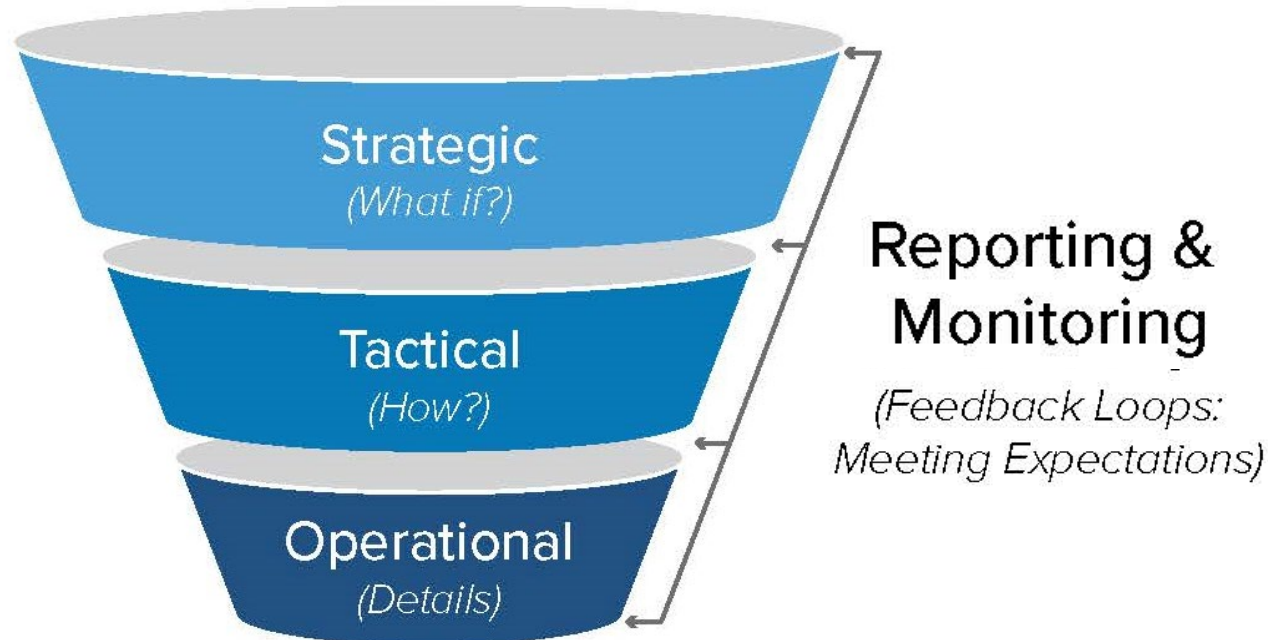 Strategic
(What if?)
Tactical
(How?)
Operational
(Details)
Reporting &
Monitoring
(Feedback Loops:
Meeting Expectations)